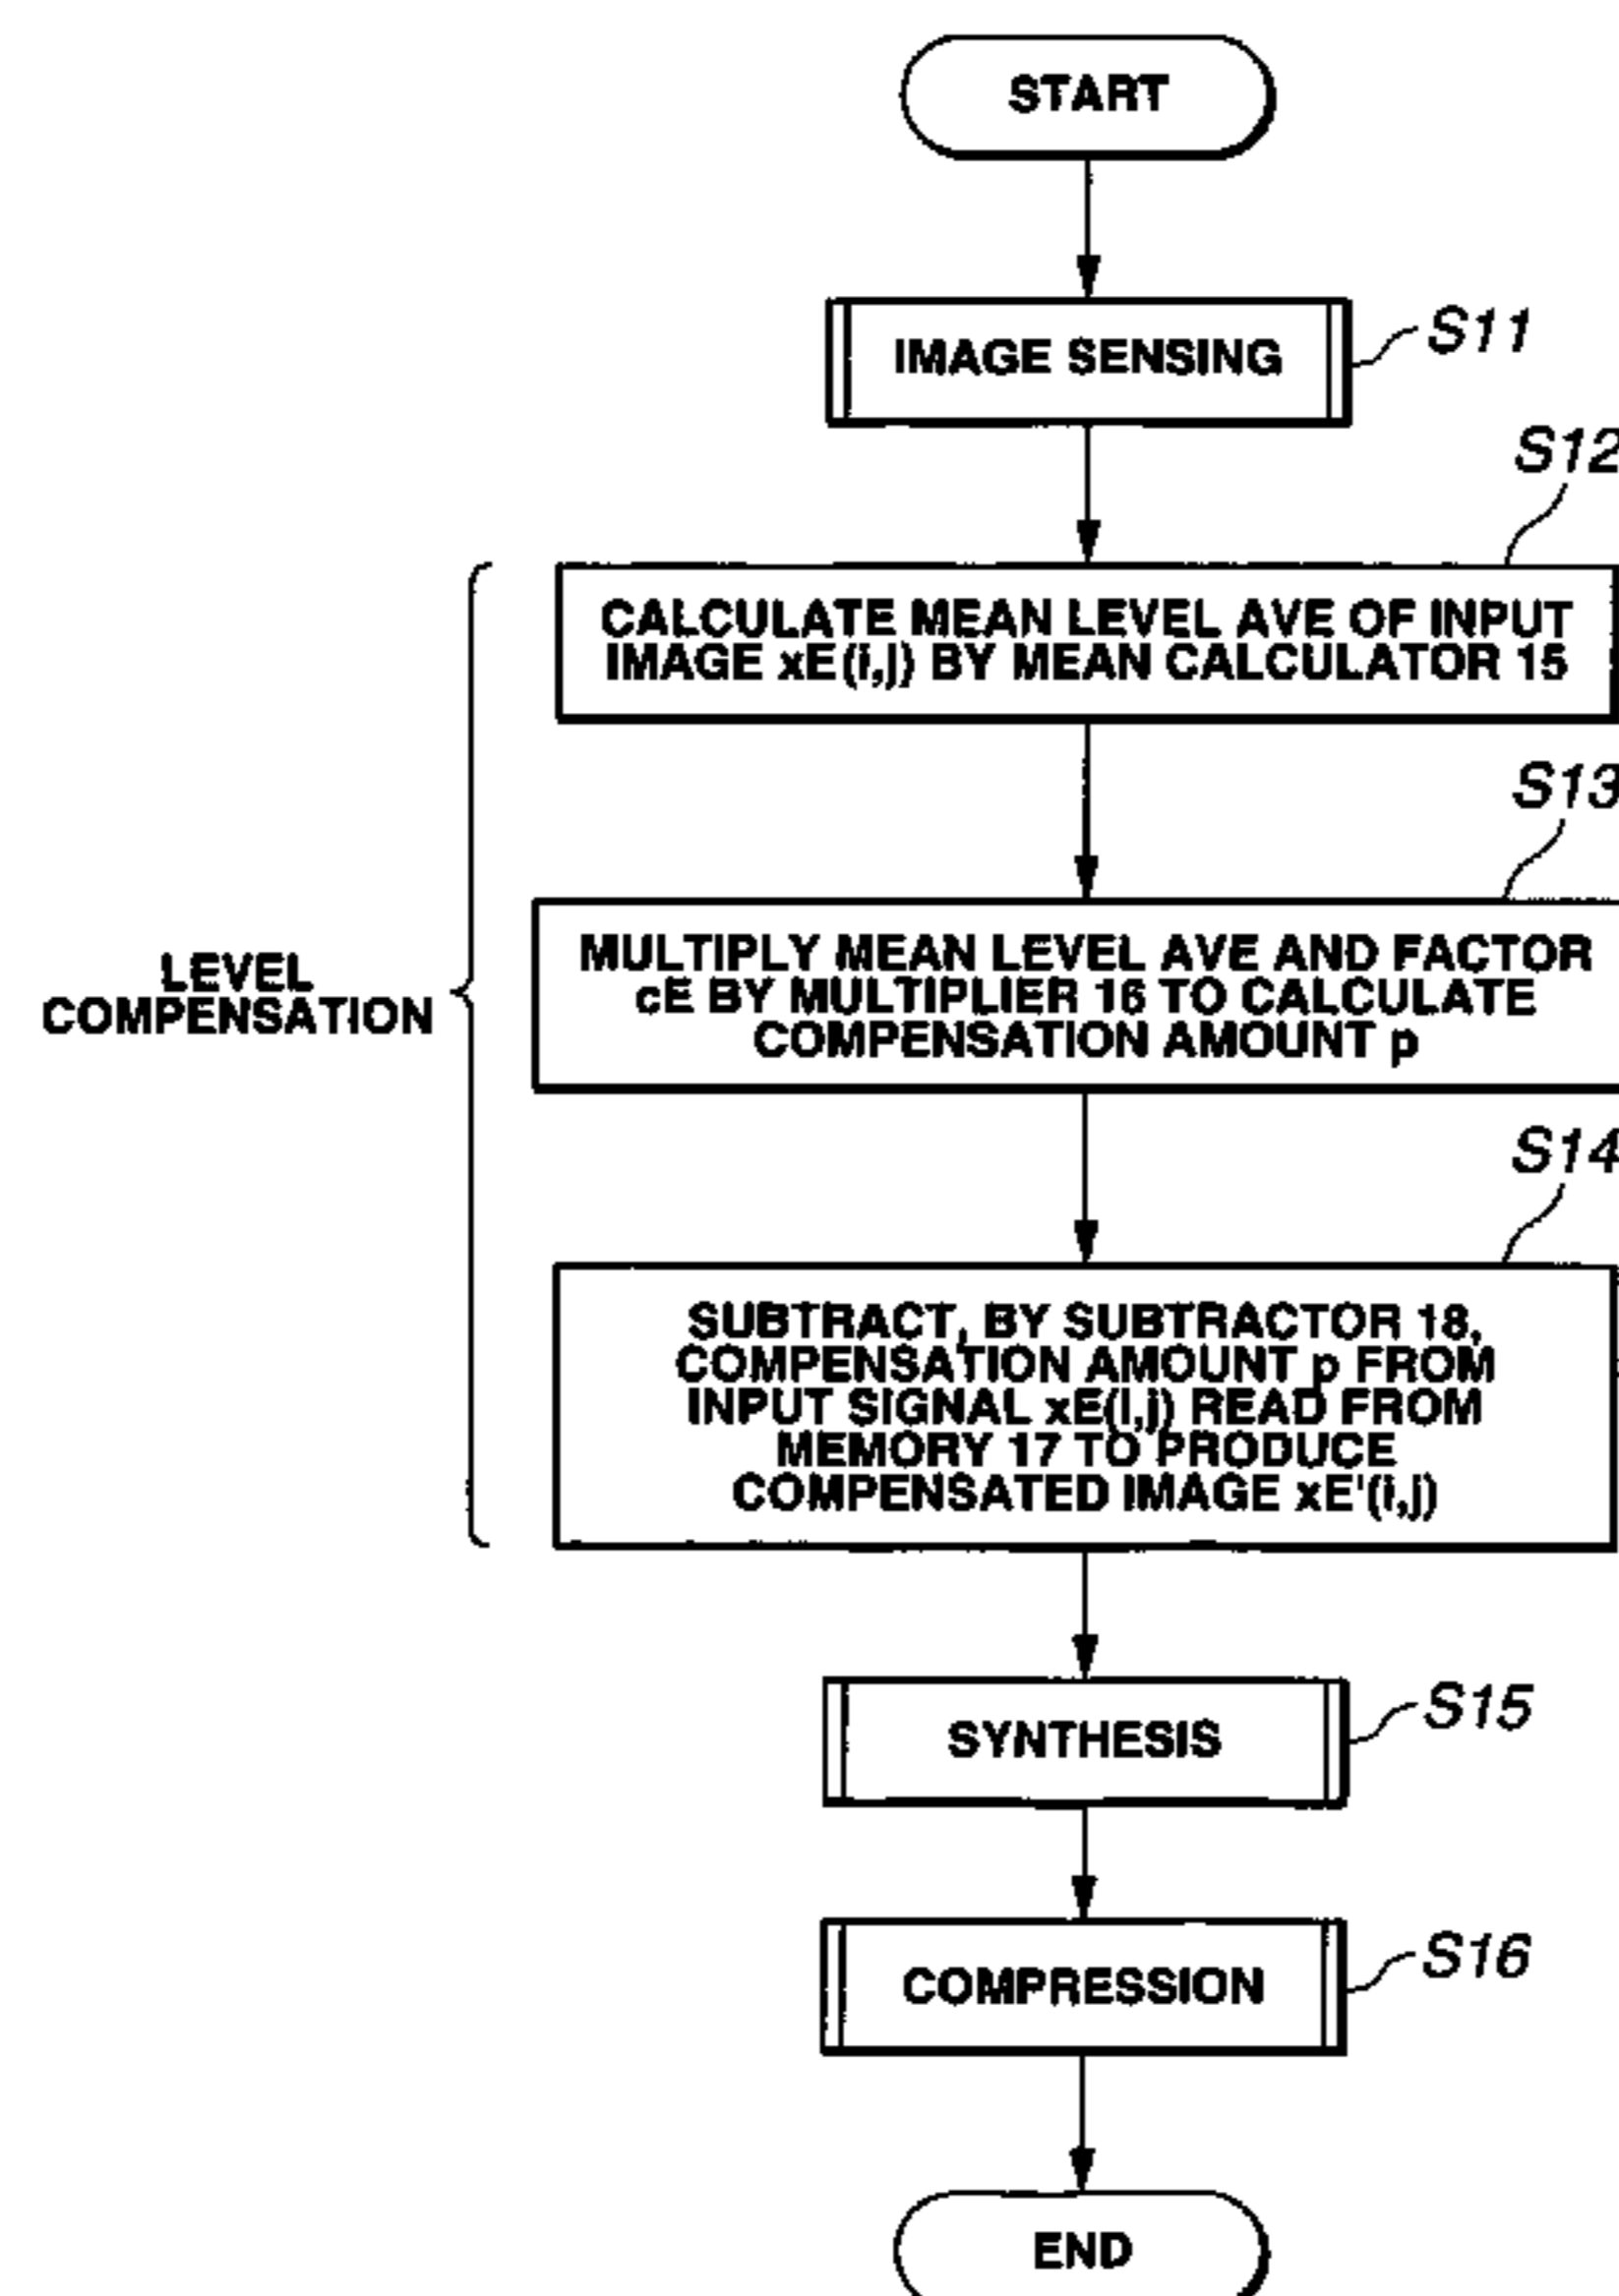 START
IMAGE SENSING
S11
S12
CALCULATE MEAN LEVEL AVE OF INPUT
IMAGE xE(i,j) BY MEAN CALCULATOR 15
S13
MULTIPLY MEAN LEVEL AVE AND FACTOR
cE BY MULTIPLIER 16 TO CALCULATE
COMPENSATION AMOUNT p
LEVEL
COMPENSATION
S14
SUBTRACT, BY SUBTRACTOR 18,
COMPENSATION AMOUNT p FROM
INPUT SIGNAL xE(i,j) READ FROM
MEMORY 17 TO PRODUCE
COMPENSATED IMAGE xE'(i,j)
SYNTHESIS
S15
COMPRESSION
S16
END